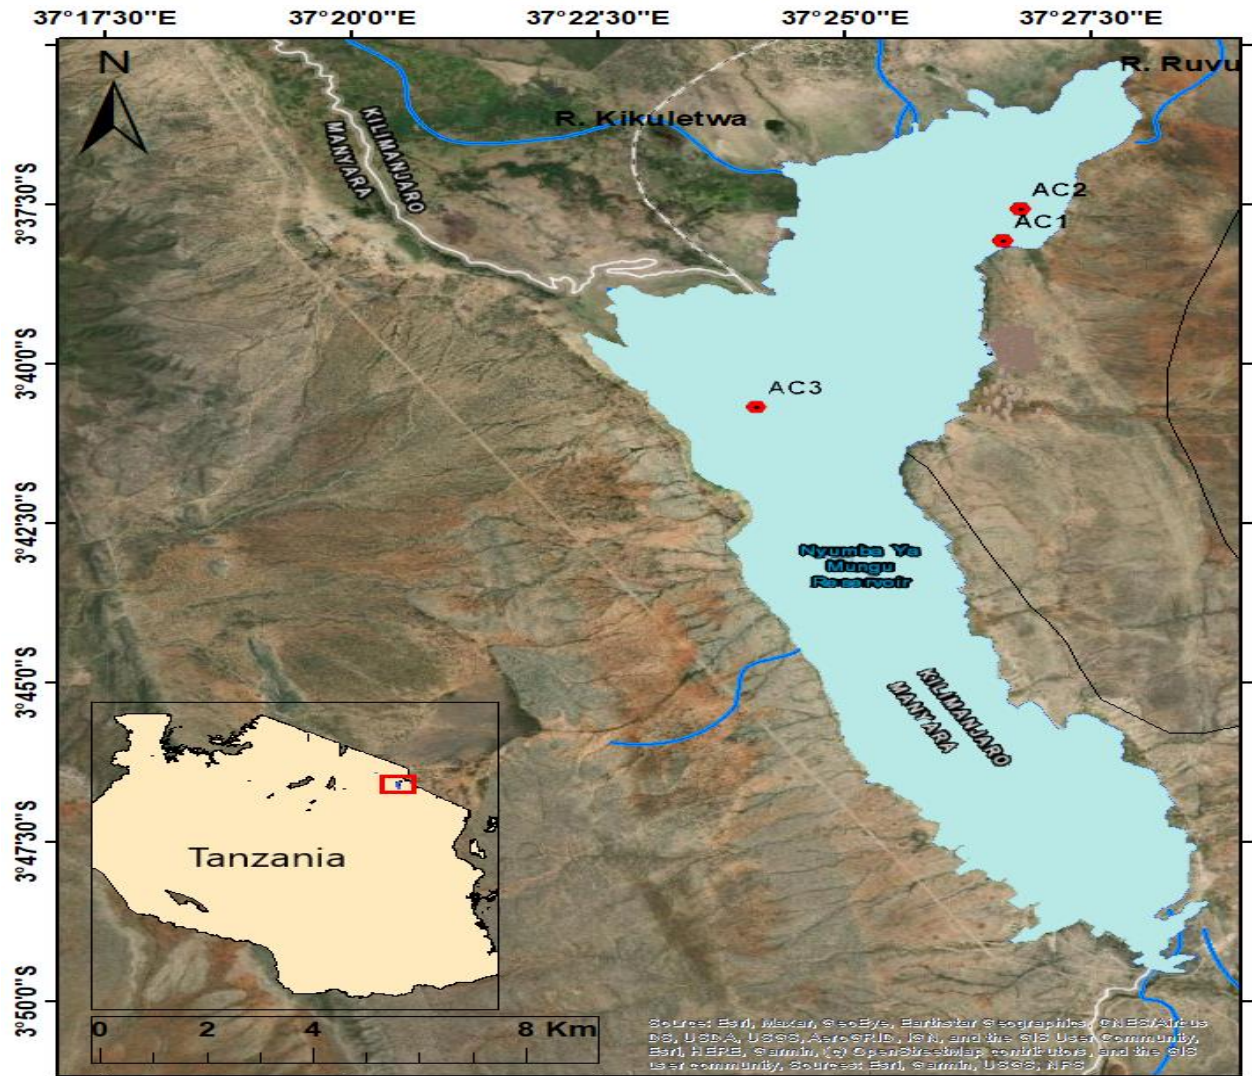 37°17'30"E 37°20'0"E 37°22'30"E 37°25'0"E 37°27'30"E
N
R. Ruvu
R. Kikuletwa
KILIMANJARO
MANYARA
3°37'30"S
AC2
AC1
3°40'0"S
AC3
3°42'30"S
Nyumba Ya
Mungu
Reservoir
3°45'0"S
KILIMANJARO
MANYARA
Tanzania
3°47'30"S
3°50'0"S
0 2 4 8 Km
Source: Esri, Maxar, GeoEye, Earthstar Geographics, CNES/Airbus
DS, USDA, USGS, AeroGRID, IGN, and the GIS User Community,
Esri, HERE, Garmin, (c) OpenStreetMap contributors, and the GIS
user community, Sources: Esri, Garmin, USGS, NPS